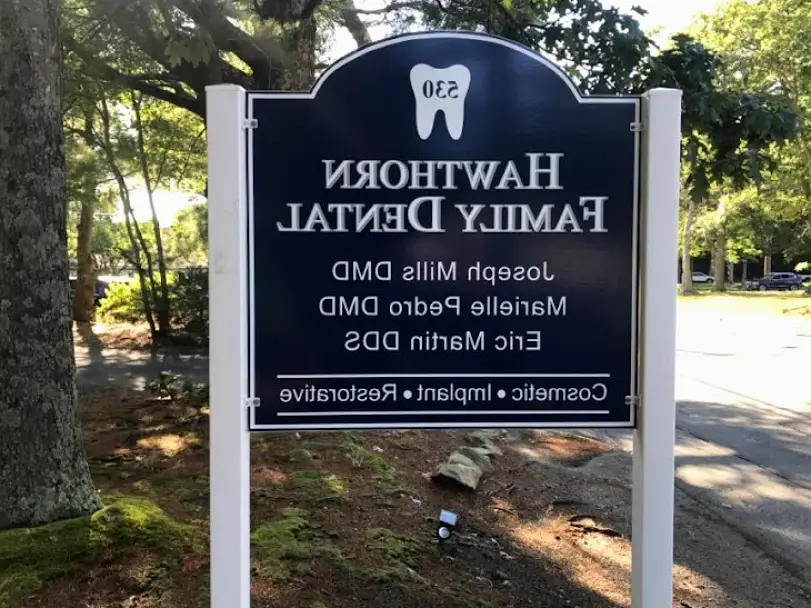 530
HAWTHORN
FAMILY DENTAL
Joseph Mills DMD
Marielle Pedro DMD
Eric Martin DDS
Cosmetic • Implant • Restorative